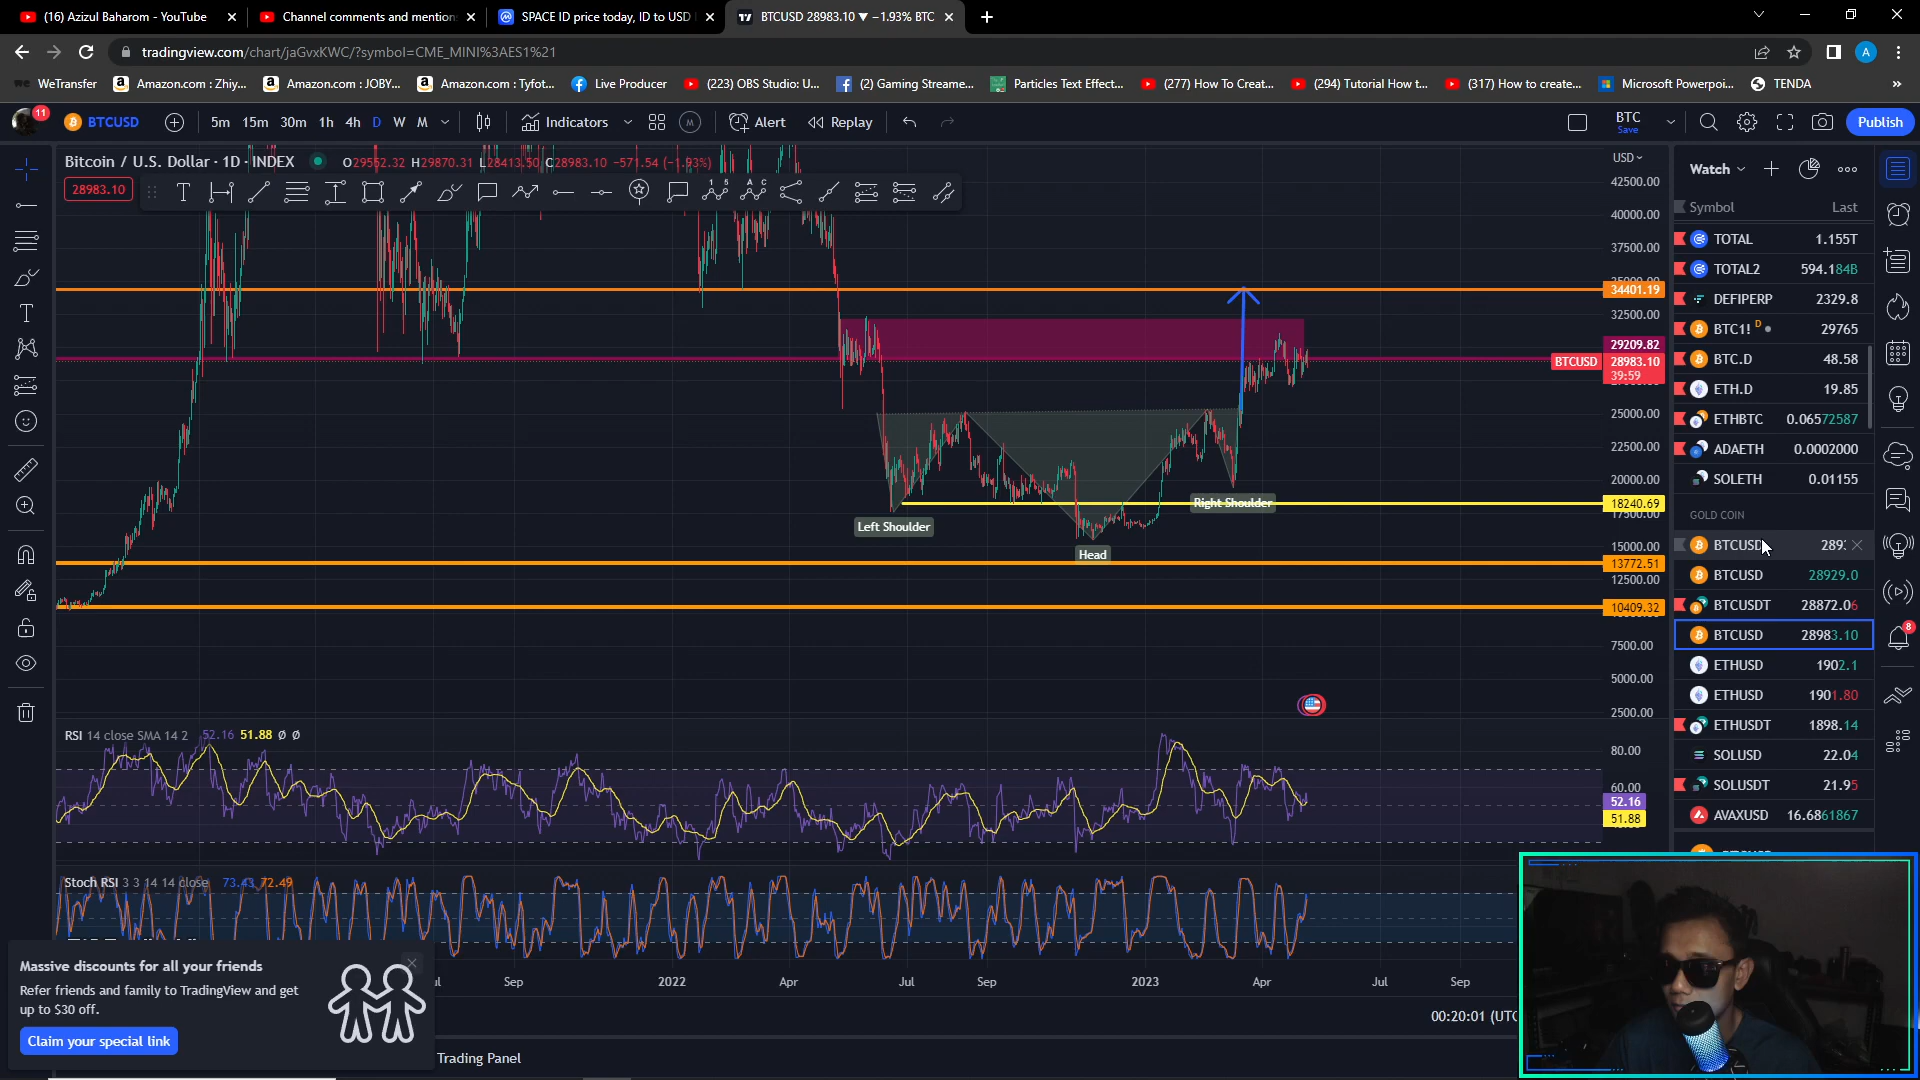 (16) Azizul Baharom - YouTube
Channel comments and mention
SPACE ID price today, ID to USD
BTCUSD 28983.10 ▼ −1.93% BTC
tradingview.com/chart/jaGvxKWC/?symbol=CME_MINI%3AES1%21
A
WeTransfer
Amazon.com : Zhiy...
Amazon.com : JOBY...
Amazon.com : Tyfot...
Live Producer
(223) OBS Studio: U...
(2) Gaming Streame...
Particles Text Effect...
(277) How To Creat...
(294) Tutorial How t...
(317) How to create...
Microsoft Powerpoi...
TENDA
»
11
BTCUSD
5m 15m 30m 1h 4h D W M
Indicators
Alert
Replay
BTC
Save
Publish
Bitcoin / U.S. Dollar · 1D · INDEX
O29552.32 H29870.31 L28413.50 C28983.10 −571.54 (−1.93%)
28983.10
USD
42500.00
40000.00
37500.00
35000.00
34401.19
32500.00
29209.82
BTCUSD 28983.10
39:59
25000.00
22500.00
20000.00
18240.69
17500.00
15000.00
13772.51
12500.00
10409.32
7500.00
5000.00
2500.00
Left Shoulder
Head
Right Shoulder
RSI 14 close SMA 14 2 52.16 51.88 ∅ ∅
80.00
60.00
52.16
51.88
Stoch RSI 3 3 14 14 close 73.43 72.49
Sep
2022
Apr
Jul
Sep
2023
Apr
Jul
Sep
00:20:01 (UTC
Trading Panel
Massive discounts for all your friends
Refer friends and family to TradingView and get
up to $30 off.
Claim your special link
Watch
Symbol Last
TOTAL 1.155T
TOTAL2 594.184B
DEFIPERP 2329.8
BTC1! D 29765
BTC.D 48.58
ETH.D 19.85
ETHBTC 0.06572587
ADAETH 0.0002000
SOLETH 0.01155
GOLD COIN
BTCUSD 289
BTCUSD 28929.0
BTCUSDT 28872.06
BTCUSD 28983.10
ETHUSD 1902.1
ETHUSD 1901.80
ETHUSDT 1898.14
SOLUSD 22.04
SOLUSDT 21.95
AVAXUSD 16.6861867
8